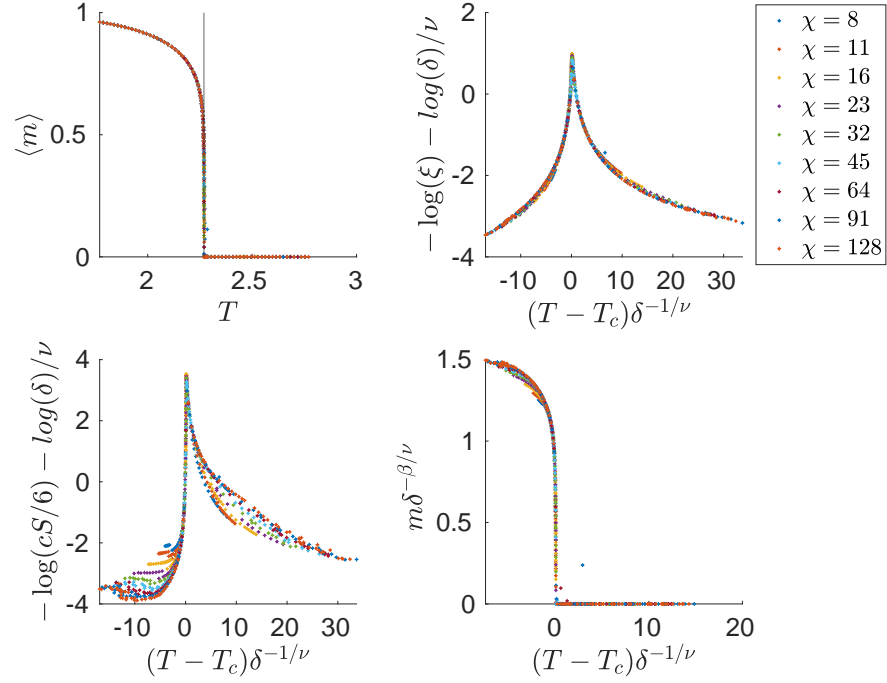 1
0.5
0
⟨m⟩
2
2.5
3
T
2
0
-2
-4
− log(ξ) − log(δ)/ν
-10
0
10
20
30
(T − T_c)δ^{−1/ν}
χ = 8
χ = 11
χ = 16
χ = 23
χ = 32
χ = 45
χ = 64
χ = 91
χ = 128
4
2
0
-2
-4
− log(cS/6) − log(δ)/ν
-10
0
10
20
30
(T − T_c)δ^{−1/ν}
1.5
1
0.5
0
mδ^{−β/ν}
0
10
20
(T − T_c)δ^{−1/ν}